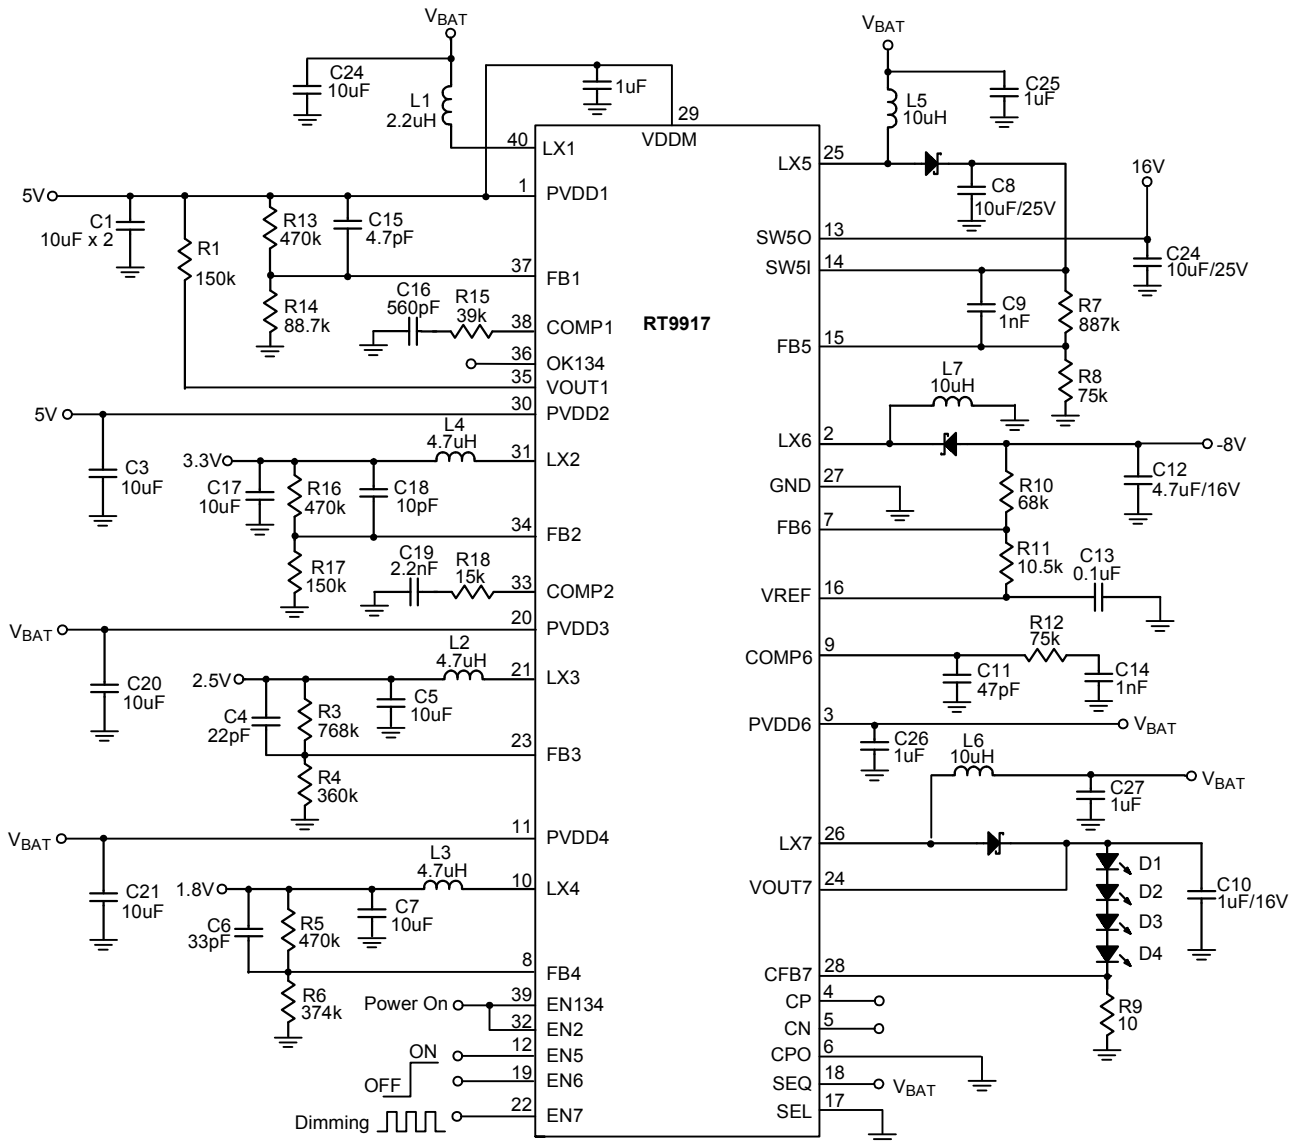 VBAT
C24
10uF
L1
2.2uH
1uF
29
VDDM
40
LX1
5V
1
PVDD1
C1
10uF x 2
R1
150k
R13
470k
C15
4.7pF
37
FB1
R14
88.7k
C16
560pF
R15
39k
38
COMP1
36
OK134
35
VOUT1
5V
30
PVDD2
C3
10uF
3.3V
L4
4.7uH
31
LX2
C17
10uF
R16
470k
C18
10pF
34
FB2
R17
150k
C19
2.2nF
R18
15k
33
COMP2
VBAT
20
PVDD3
C20
10uF
2.5V
L2
4.7uH
21
LX3
C4
22pF
R3
768k
C5
10uF
23
FB3
R4
360k
VBAT
11
PVDD4
C21
10uF
1.8V
L3
4.7uH
10
LX4
C6
33pF
R5
470k
C7
10uF
8
FB4
R6
374k
Power On
39
EN134
32
EN2
ON
OFF
12
EN5
19
EN6
Dimming
22
EN7
RT9917
VBAT
L5
10uH
C25
1uF
LX5
25
C8
10uF/25V
16V
SW5O
13
C24
10uF/25V
SW5I
14
C9
1nF
R7
887k
FB5
15
R8
75k
L7
10uH
LX6
2
-8V
C12
4.7uF/16V
GND
27
R10
68k
FB6
7
R11
10.5k
C13
0.1uF
VREF
16
R12
75k
COMP6
9
C11
47pF
C14
1nF
PVDD6
3
VBAT
C26
1uF
L6
10uH
VBAT
C27
1uF
LX7
26
VOUT7
24
D1
D2
D3
D4
C10
1uF/16V
CFB7
28
R9
10
CP
4
CN
5
CPO
6
SEQ
18
VBAT
SEL
17